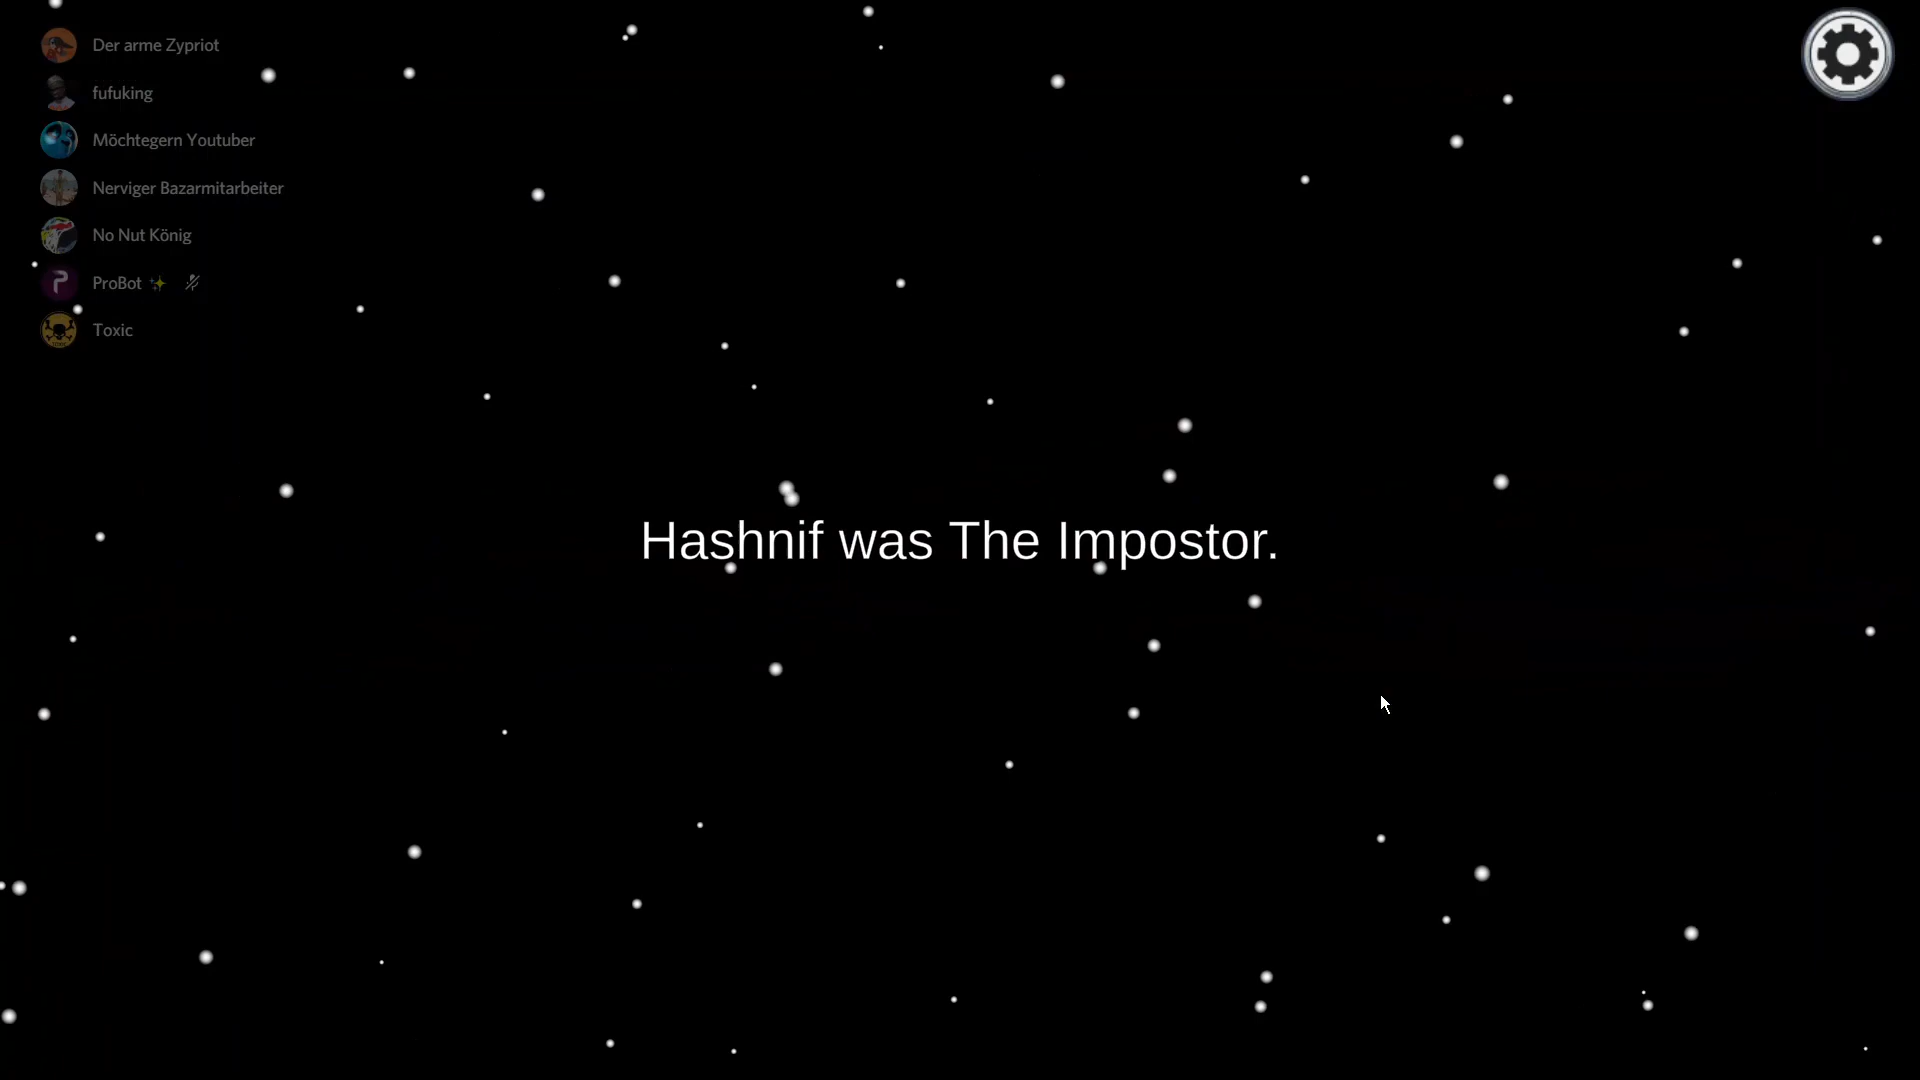 Der arme Zypriot
fufuking
Möchtegern Youtuber
Nerviger Bazarmitarbeiter
No Nut König
ProBot ✨
Toxic
Hashnif was The Impostor.